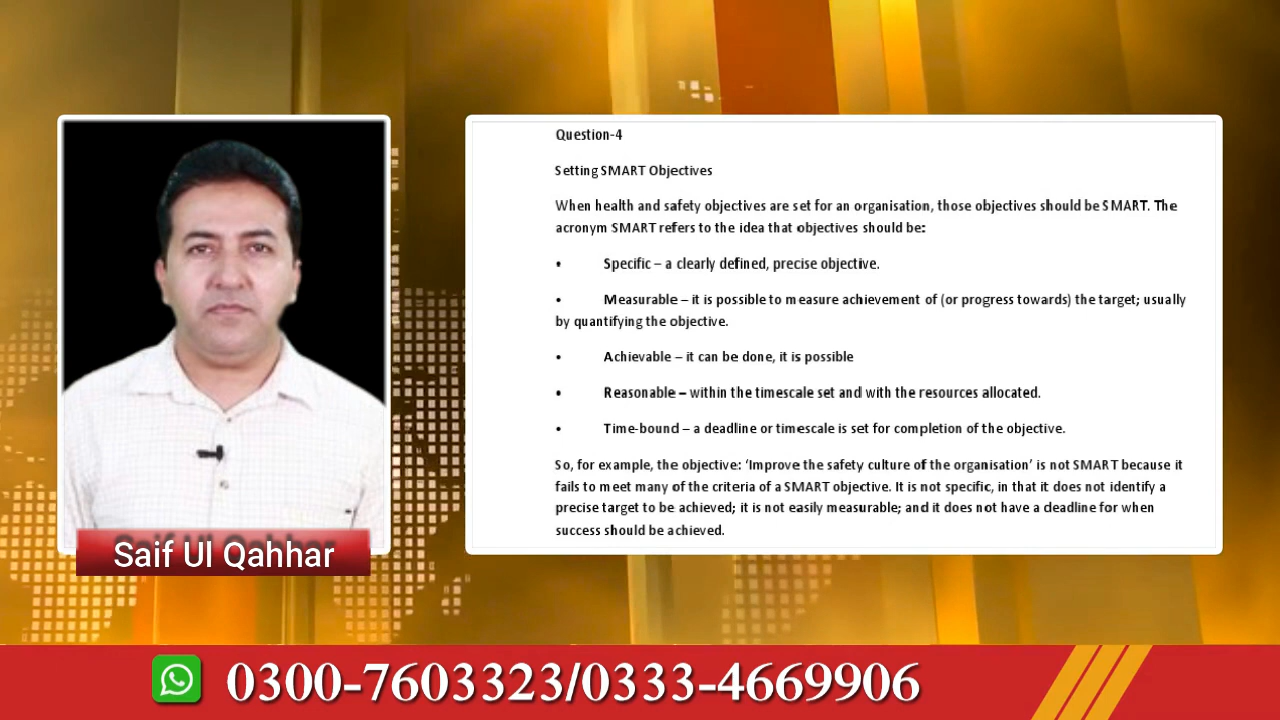 Question-4
Setting SMART Objectives
When health and safety objectives are set for an organisation, those objectives should be SMART. The
acronym SMART refers to the idea that objectives should be:
• Specific – a clearly defined, precise objective.
• Measurable – it is possible to measure achievement of (or progress towards) the target; usually
by quantifying the objective.
• Achievable – it can be done, it is possible
• Reasonable – within the timescale set and with the resources allocated.
• Time-bound – a deadline or timescale is set for completion of the objective.
So, for example, the objective: ‘Improve the safety culture of the organisation’ is not SMART because it
fails to meet many of the criteria of a SMART objective. It is not specific, in that it does not identify a
precise target to be achieved; it is not easily measurable; and it does not have a deadline for when
success should be achieved.
Saif Ul Qahhar
0300-7603323/0333-4669906